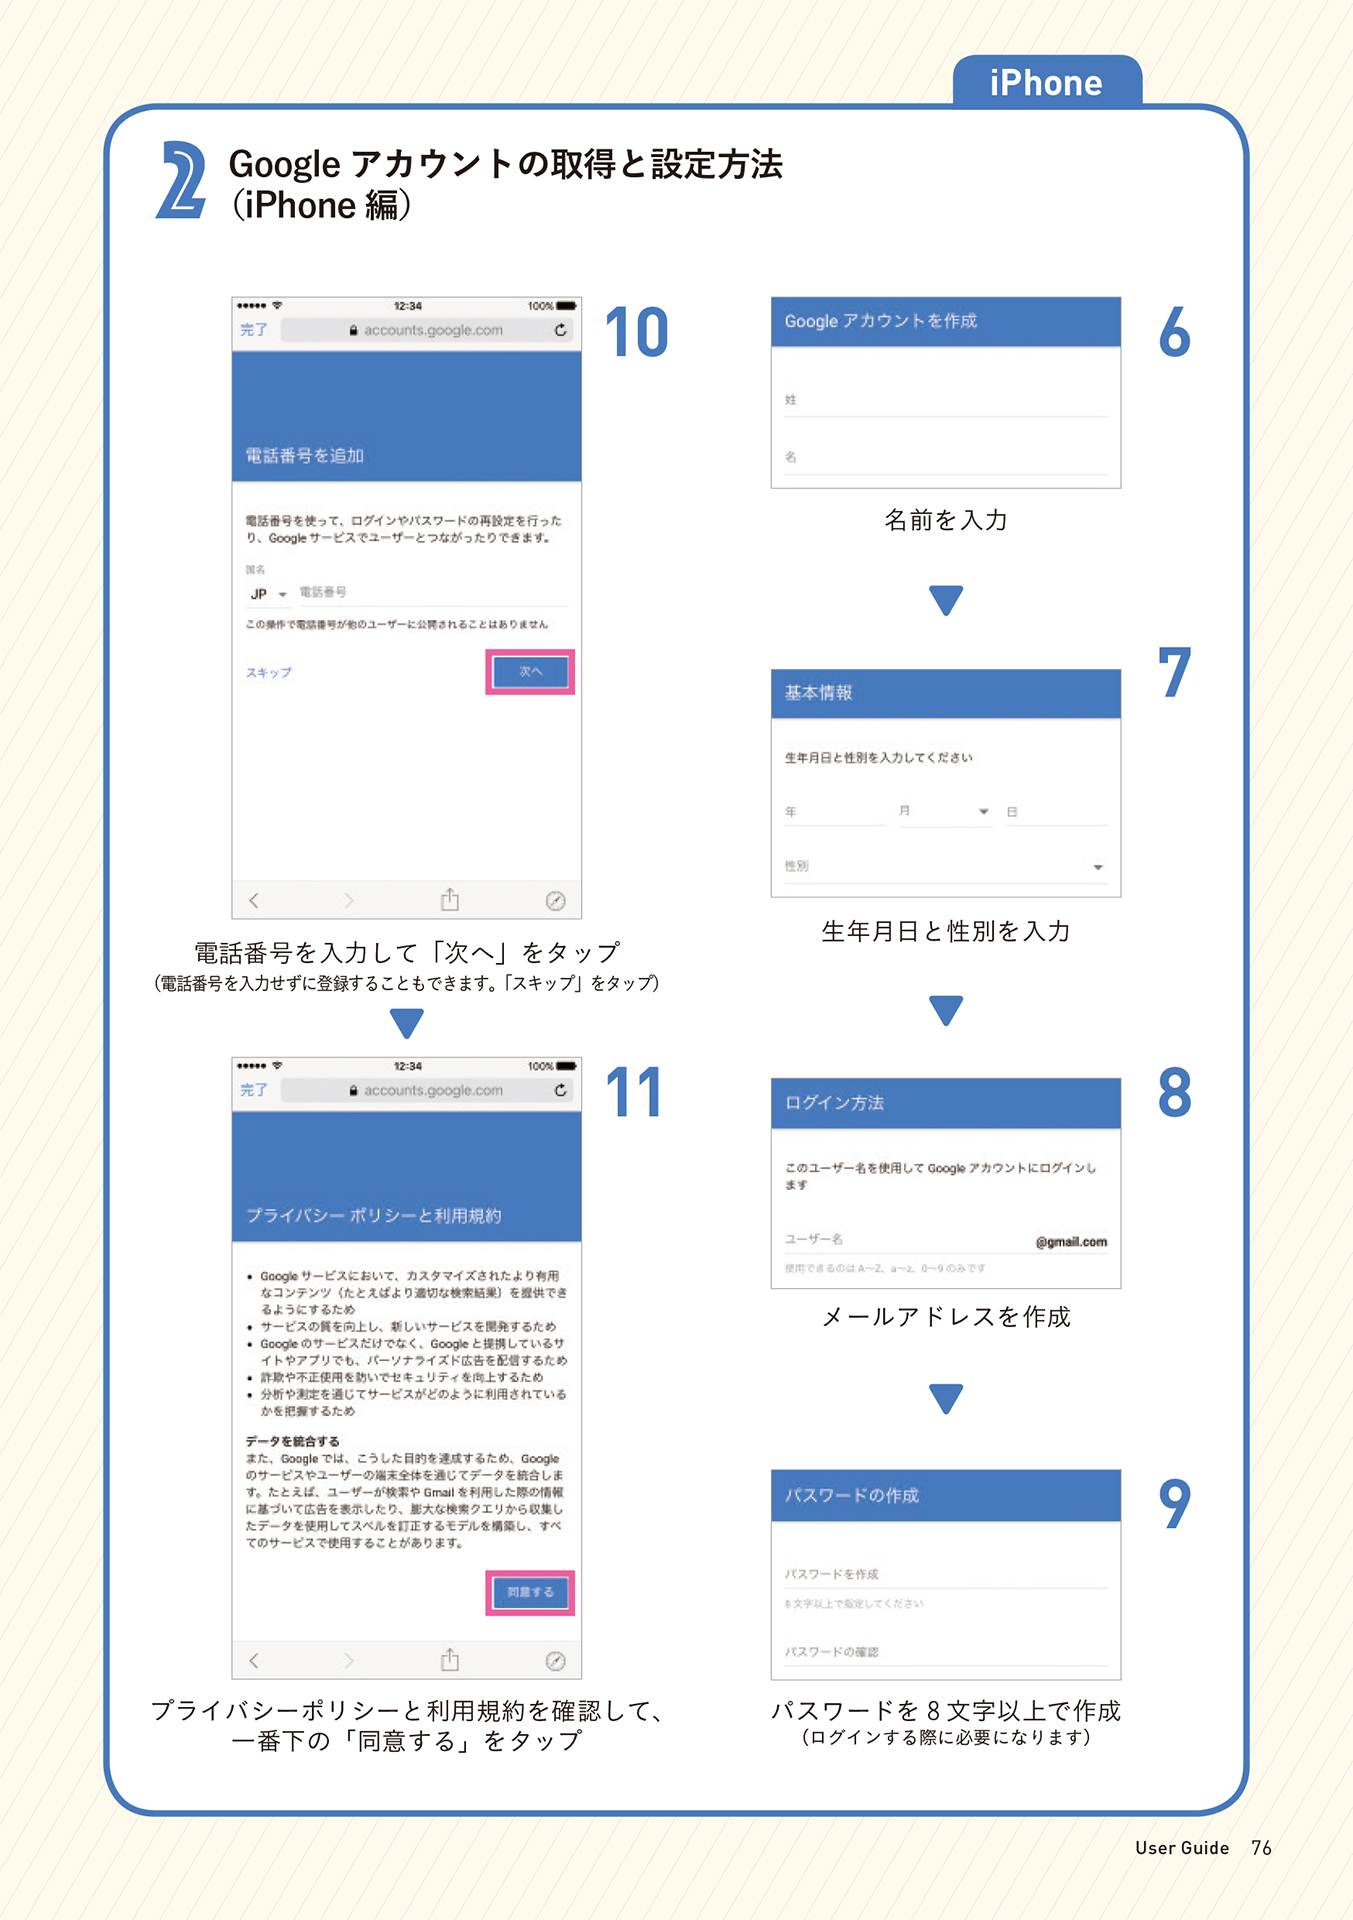 iPhone
2
Google アカウントの取得と設定方法
（iPhone 編）
6
Google アカウントを作成
姓
名
名前を入力
7
基本情報
生年月日と性別を入力してください
年 月 日
性別
生年月日と性別を入力
8
ログイン方法
このユーザー名を使用して Google アカウントにログインし
ます
ユーザー名 @gmail.com
使用できるのは A〜Z、a〜z、0〜9 のみです
メールアドレスを作成
9
パスワードの作成
パスワードを作成
8 文字以上で指定してください
パスワードの確認
パスワードを 8 文字以上で作成
（ログインする際に必要になります）
10
12:34 100%
完了 accounts.google.com
電話番号を追加
電話番号を使って、ログインやパスワードの再設定を行った
り、Google サービスでユーザーとつながったりできます。
国名
JP 電話番号
この操作で電話番号が他のユーザーに公開されることはありません
スキップ 次へ
電話番号を入力して「次へ」をタップ
（電話番号を入力せずに登録することもできます。「スキップ」をタップ）
11
12:34 100%
完了 accounts.google.com
プライバシー ポリシーと利用規約
• Google サービスにおいて、カスタマイズされたより有用
なコンテンツ（たとえばより適切な検索結果）を提供でき
るようにするため
• サービスの質を向上し、新しいサービスを開発するため
• Google のサービスだけでなく、Google と提携しているサ
イトやアプリでも、パーソナライズド広告を配信するため
• 詐欺や不正使用を防いでセキュリティを向上するため
• 分析や測定を通じてサービスがどのように利用されている
かを把握するため
データを統合する
また、Google では、こうした目的を達成するため、Google
のサービスやユーザーの端末全体を通じてデータを統合しま
す。たとえば、ユーザーが検索や Gmail を利用した際の情報
に基づいて広告を表示したり、膨大な検索クエリから収集し
たデータを使用してスペルを訂正するモデルを構築し、すべ
てのサービスで使用することがあります。
同意する
プライバシーポリシーと利用規約を確認して、
一番下の「同意する」をタップ
User Guide 76